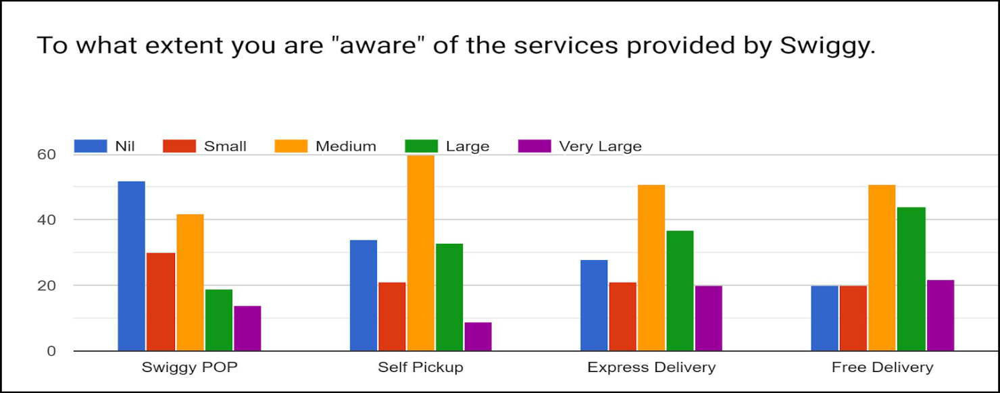 To what extent you are "aware" of the services provided by Swiggy.
Nil Small Medium Large Very Large
60
40
20
0
Swiggy POP Self Pickup Express Delivery Free Delivery